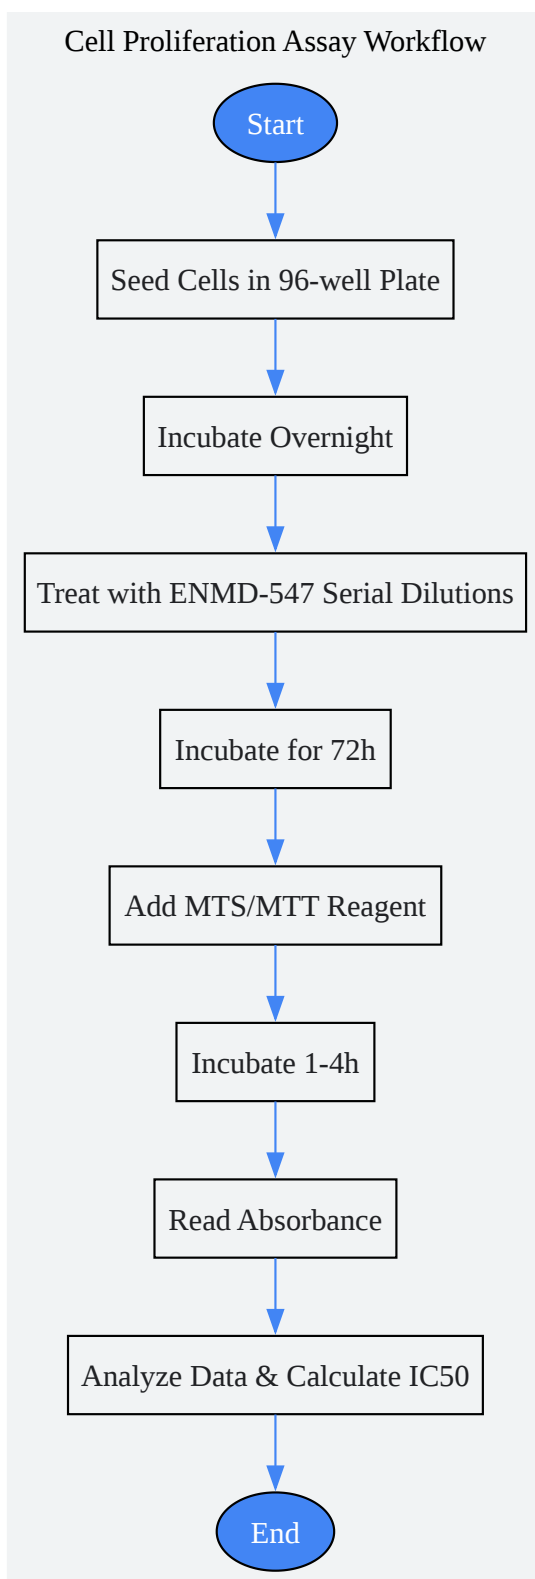 Cell Proliferation Assay Workflow
Start
Seed Cells in 96-well Plate
Incubate Overnight
Treat with ENMD-547 Serial Dilutions
Incubate for 72h
Add MTS/MTT Reagent
Incubate 1-4h
Read Absorbance
Analyze Data & Calculate IC50
End